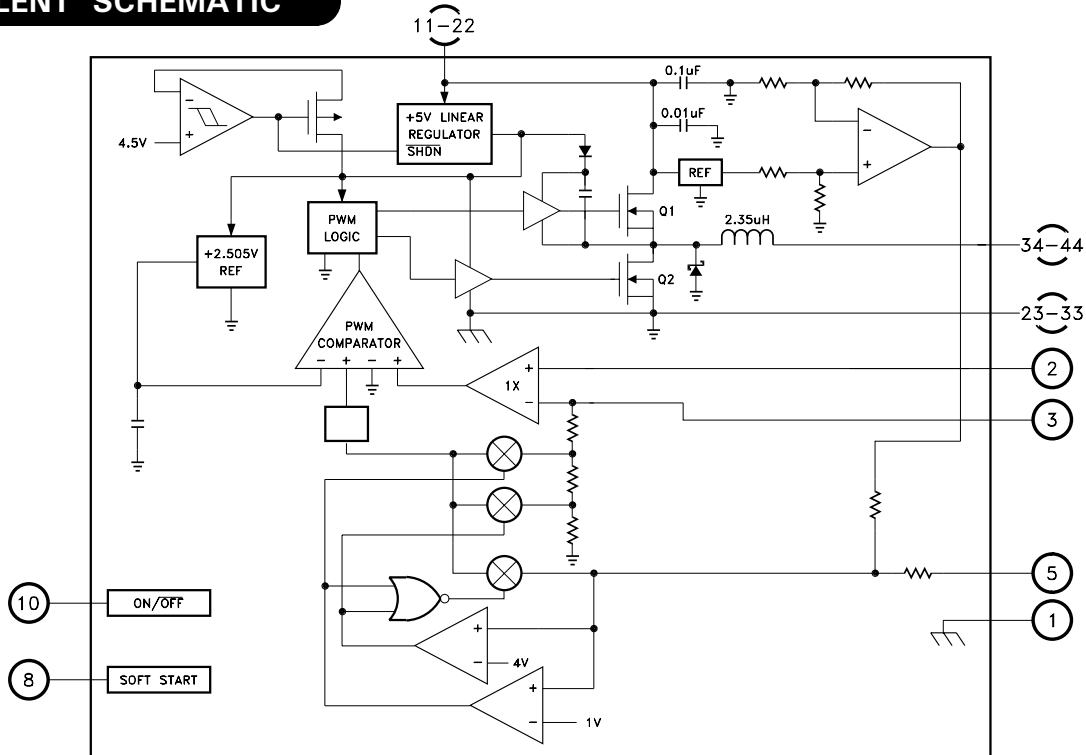 LENT SCHEMATIC
11-22
0.1uF
0.01uF
+5V LINEAR
REGULATOR
SHDN
4.5V
-
+
-
+
REF
Q1
2.35uH
PWM
LOGIC
34-44
+2.505V
REF
Q2
23-33
PWM
COMPARATOR
- + - +
+
1X
-
2
3
5
10
ON/OFF
1
+
-
4V
8
SOFT START
+
-
1V